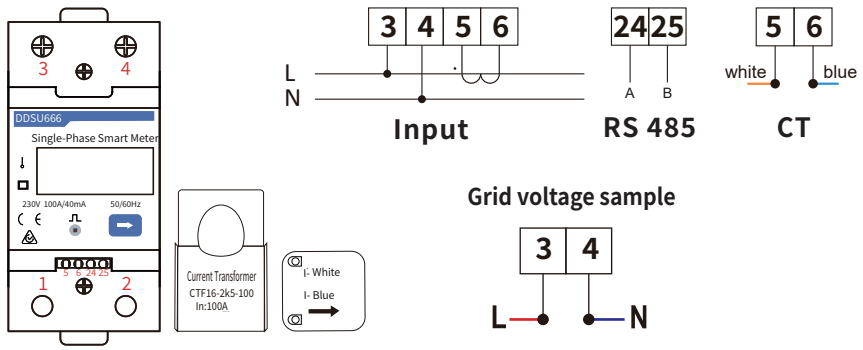 3 4
DDSU666
Single-Phase Smart Meter
230V 100A/40mA 50/60Hz
5 6 24 25
1 2
Current Transformer
CTF16-2k5-100
In:100A
I- White
I- Blue
3 4 5 6
L
N
Input
24 25
A B
RS 485
5 6
white blue
CT
Grid voltage sample
3 4
L N